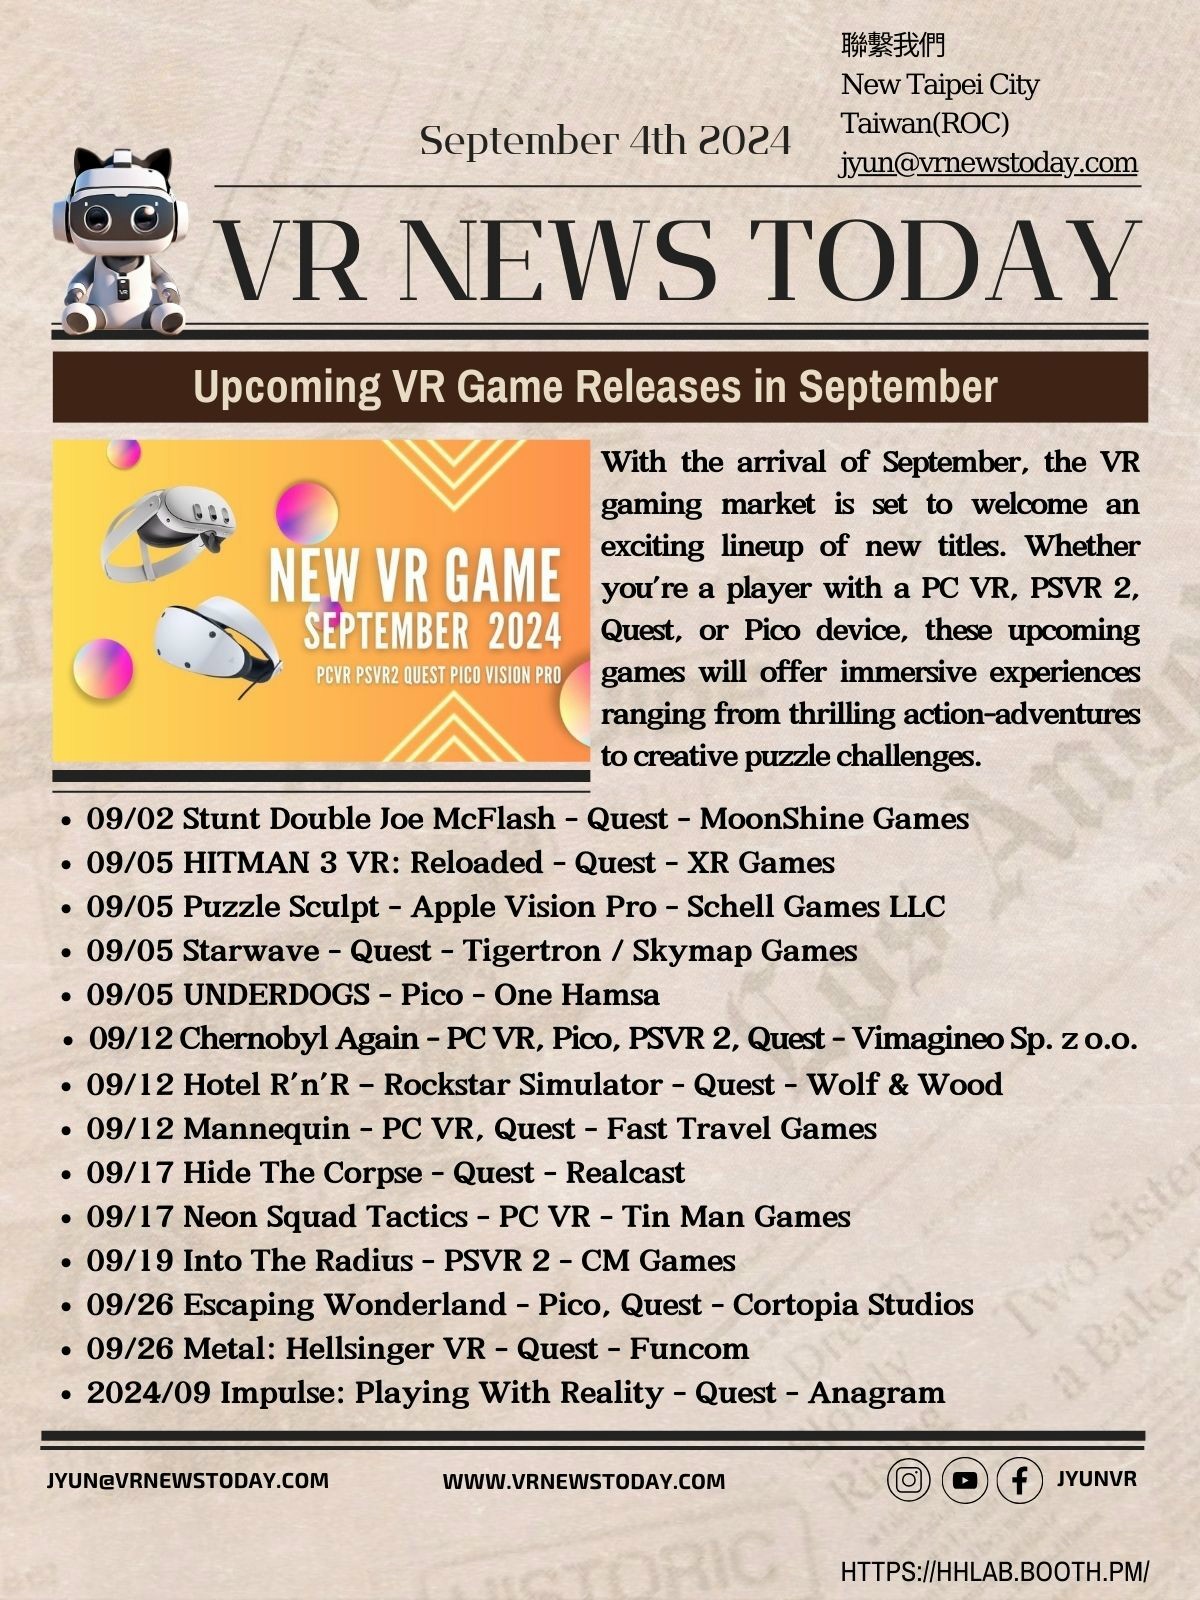 聯繫我們
New Taipei City
Taiwan(ROC)
jyun@vrnewstoday.com
September 4th 2024
VR NEWS TODAY
VR
Upcoming VR Game Releases in September
NEW VR GAME
SEPTEMBER 2024
PCVR PSVR2 QUEST PICO VISION PRO
With the arrival of September, the VR
gaming market is set to welcome an
exciting lineup of new titles. Whether
you're a player with a PC VR, PSVR 2,
Quest, or Pico device, these upcoming
games will offer immersive experiences
ranging from thrilling action-adventures
to creative puzzle challenges.
• 09/02 Stunt Double Joe McFlash - Quest - MoonShine Games
• 09/05 HITMAN 3 VR: Reloaded - Quest - XR Games
• 09/05 Puzzle Sculpt - Apple Vision Pro - Schell Games LLC
• 09/05 Starwave - Quest - Tigertron / Skymap Games
• 09/05 UNDERDOGS - Pico - One Hamsa
• 09/12 Chernobyl Again - PC VR, Pico, PSVR 2, Quest - Vimagineo Sp. z o.o.
• 09/12 Hotel R'n'R – Rockstar Simulator - Quest - Wolf & Wood
• 09/12 Mannequin - PC VR, Quest - Fast Travel Games
• 09/17 Hide The Corpse - Quest - Realcast
• 09/17 Neon Squad Tactics - PC VR - Tin Man Games
• 09/19 Into The Radius - PSVR 2 - CM Games
• 09/26 Escaping Wonderland - Pico, Quest - Cortopia Studios
• 09/26 Metal: Hellsinger VR - Quest - Funcom
• 2024/09 Impulse: Playing With Reality - Quest - Anagram
Los Angel
Two Sister
a Baker
JYUN@VRNEWSTODAY.COM
WWW.VRNEWSTODAY.COM
JYUNVR
HISTORIC
HTTPS://HHLAB.BOOTH.PM/